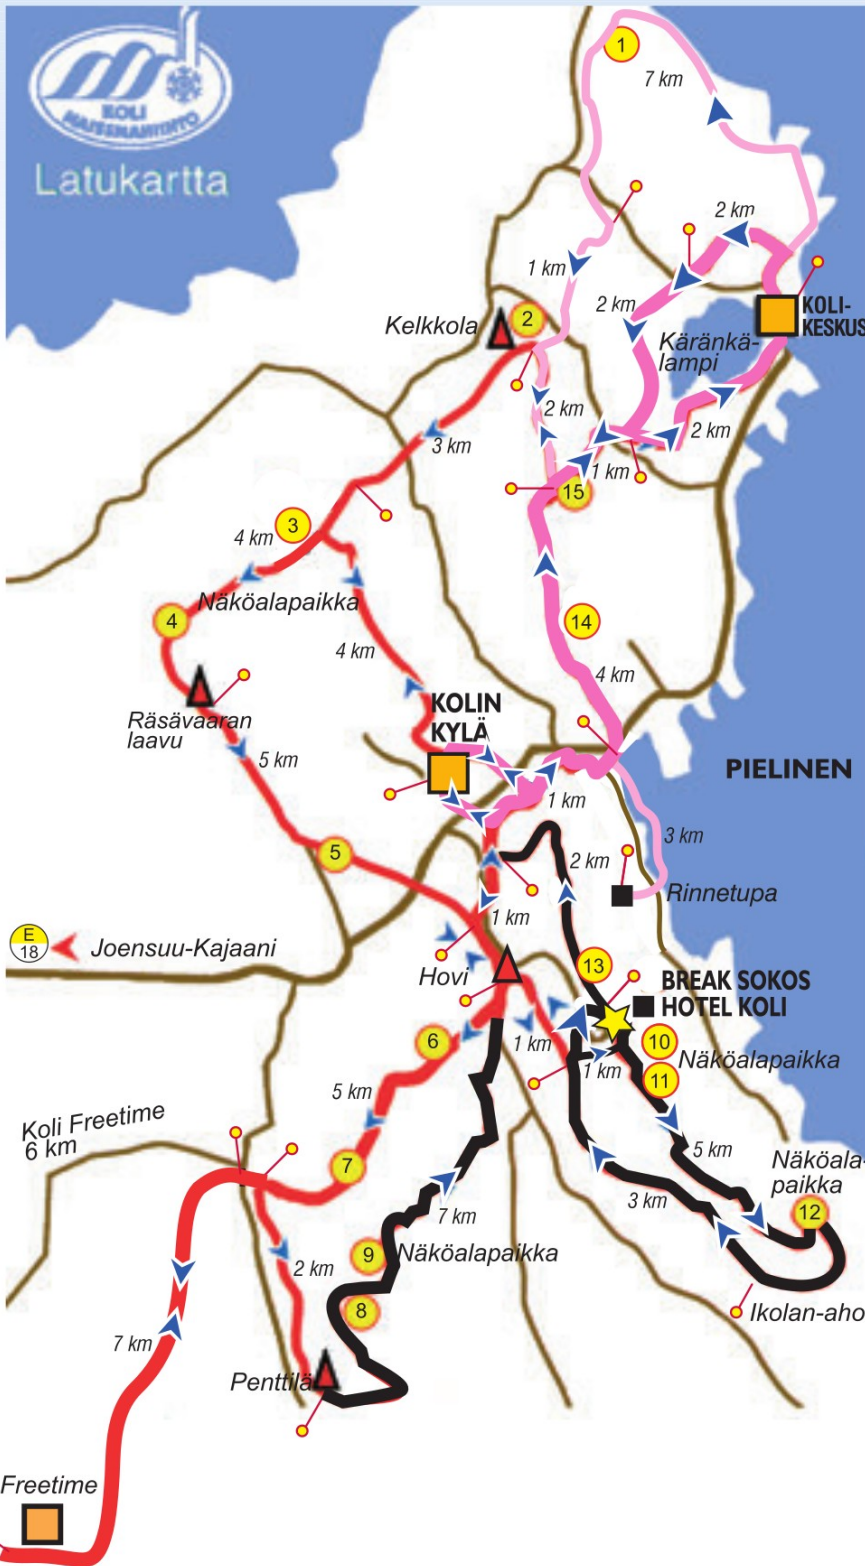 KOLI
MAISEMAHIIHTO
Latukartta
1
7 km
2 km
1 km
2 km
KOLI-
KESKUS
Kelkkola
2
Käränkä-
lampi
2 km
2 km
3 km
1 km
15
3
4 km
Näköalapaikka
4
14
4 km
4 km
KOLIN
KYLÄ
Räsävaaran
laavu
5 km
PIELINEN
1 km
3 km
5
2 km
Rinnetupa
1 km
E
18
Joensuu-Kajaani
Hovi
13
BREAK SOKOS
HOTEL KOLI
6
1 km
10
Näköalapaikka
1 km
11
5 km
Koli Freetime
6 km
7
5 km
Näköala-
paikka
3 km
12
7 km
9
Näköalapaikka
2 km
8
Ikolan-aho
7 km
Penttilä
Freetime